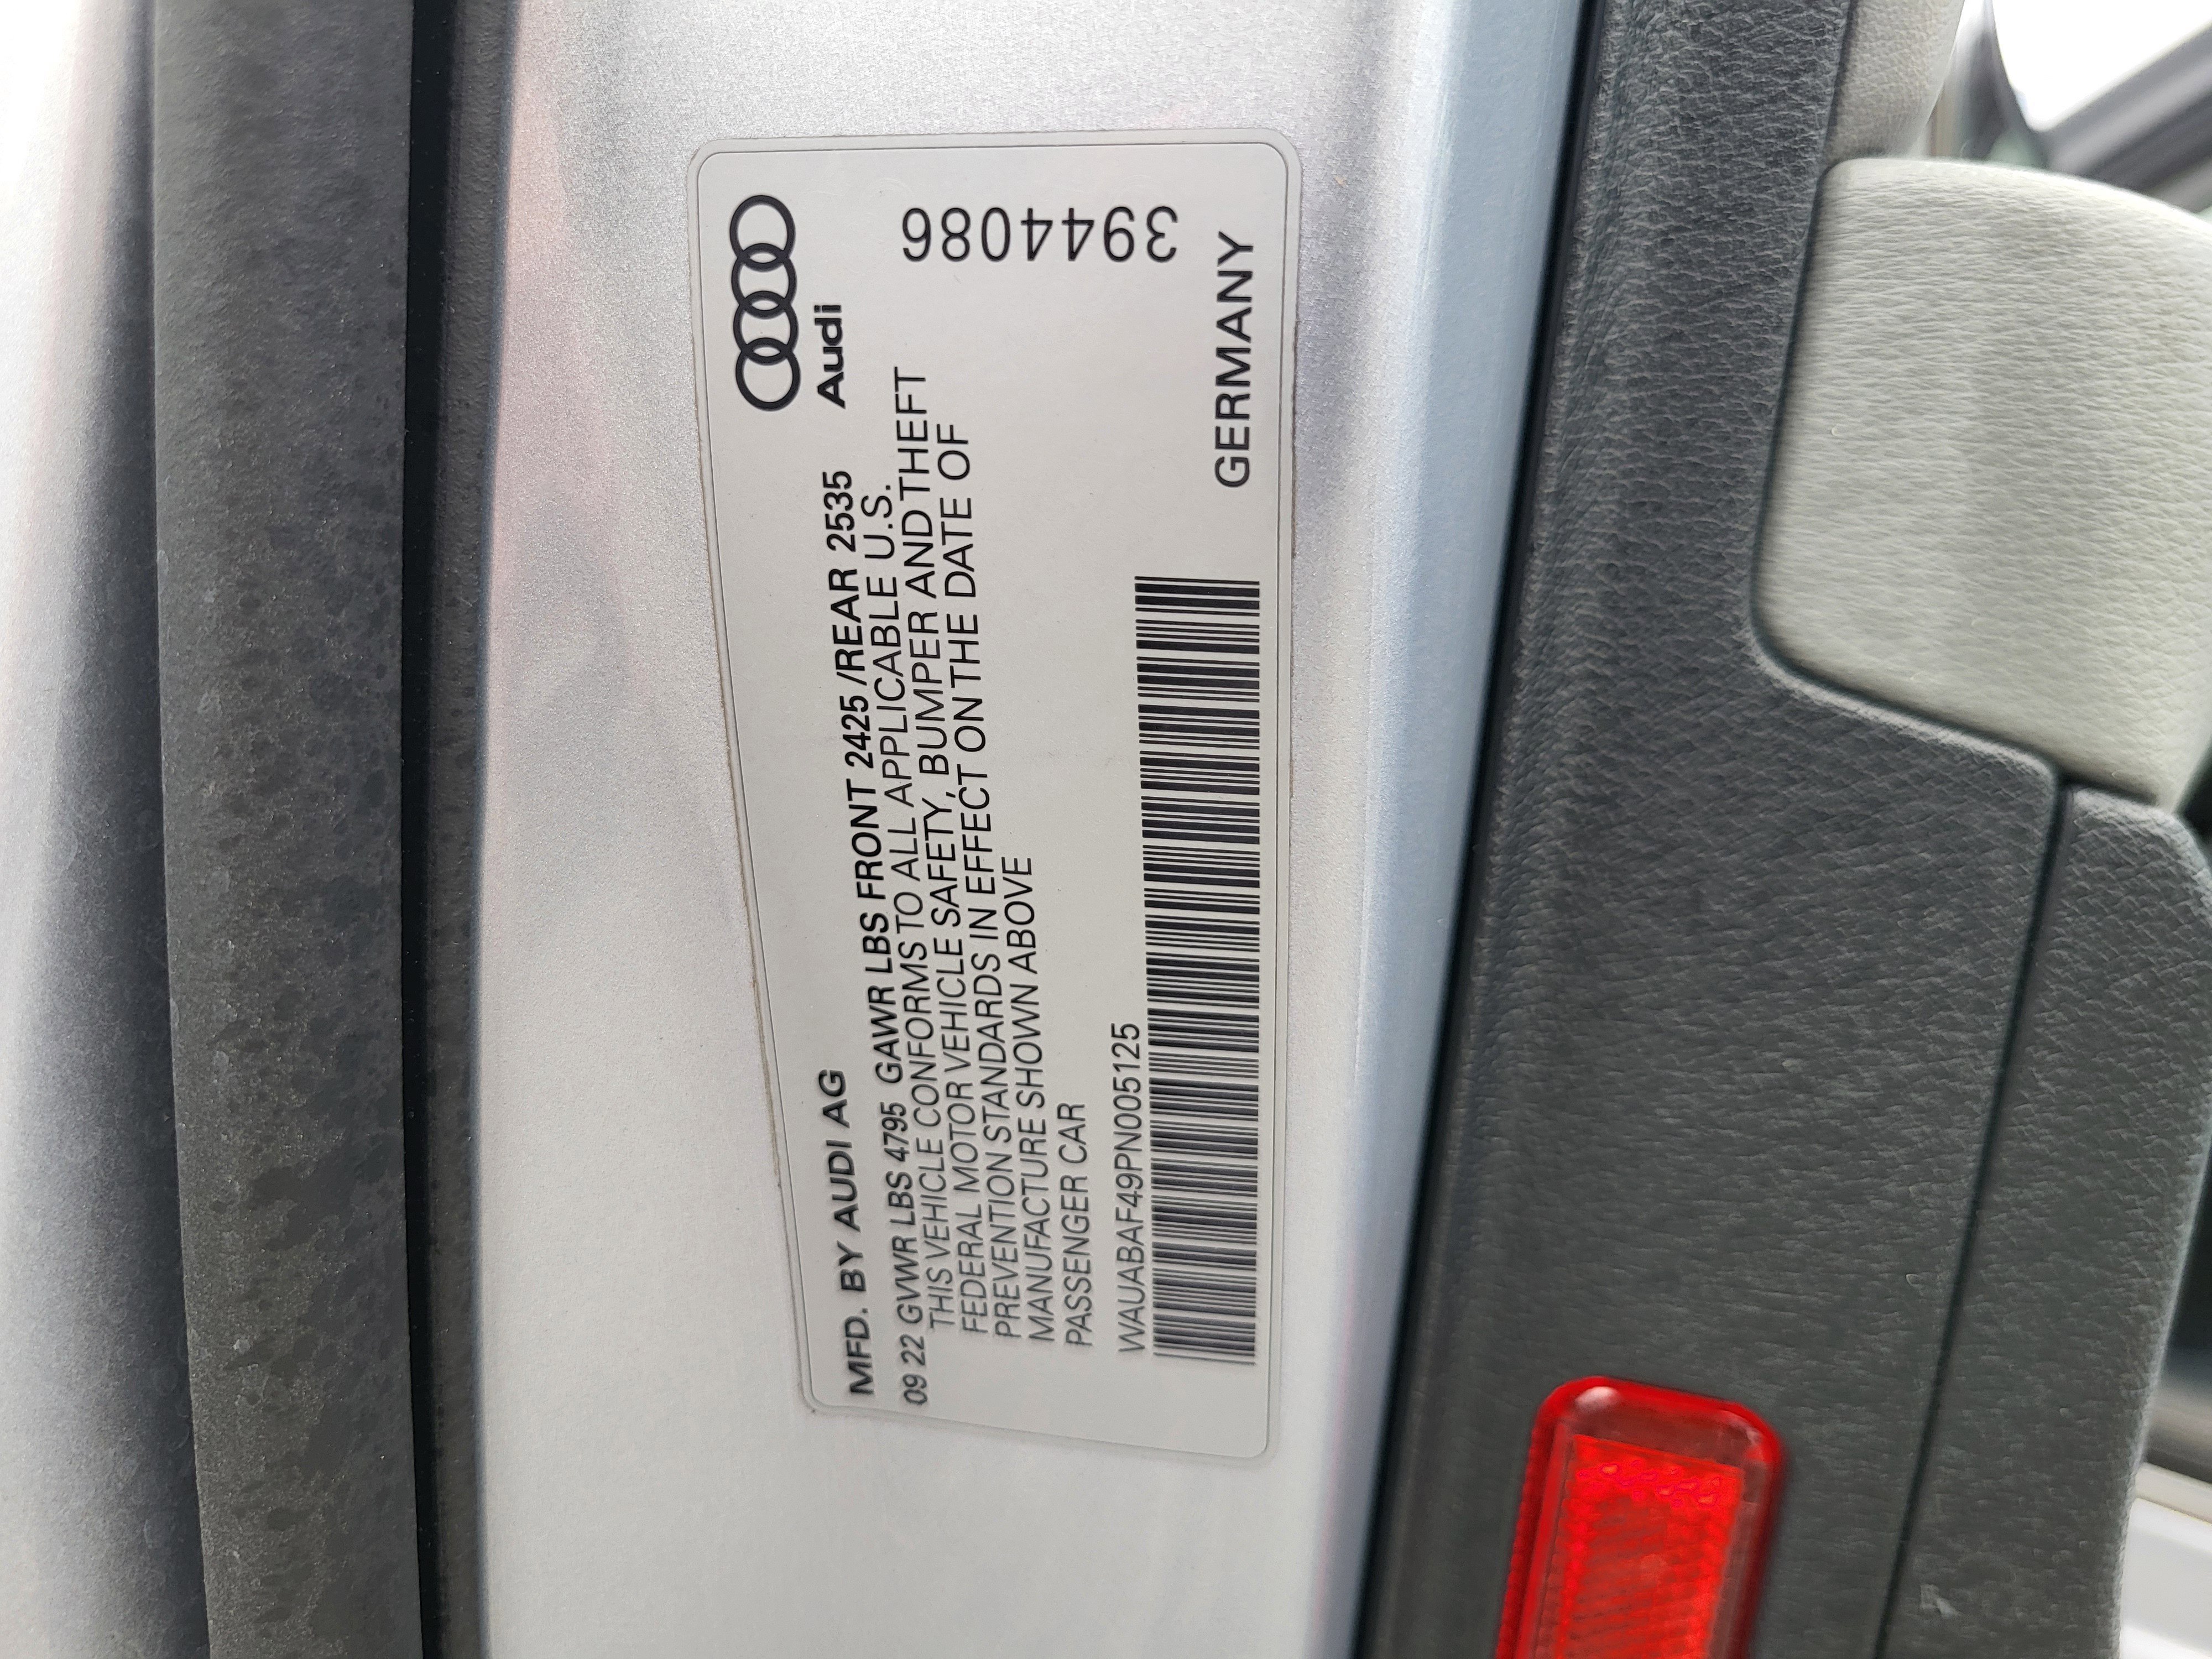 Audi
MFD. BY AUDI AG
09 22 GVWR LBS 4795 GAWR LBS FRONT 2425 /REAR 2535
THIS VEHICLE CONFORMS TO ALL APPLICABLE U.S.
FEDERAL MOTOR VEHICLE SAFETY, BUMPER AND THEFT
PREVENTION STANDARDS IN EFFECT ON THE DATE OF
MANUFACTURE SHOWN ABOVE
PASSENGER CAR
WAUABAF49PN005125
3944086
GERMANY